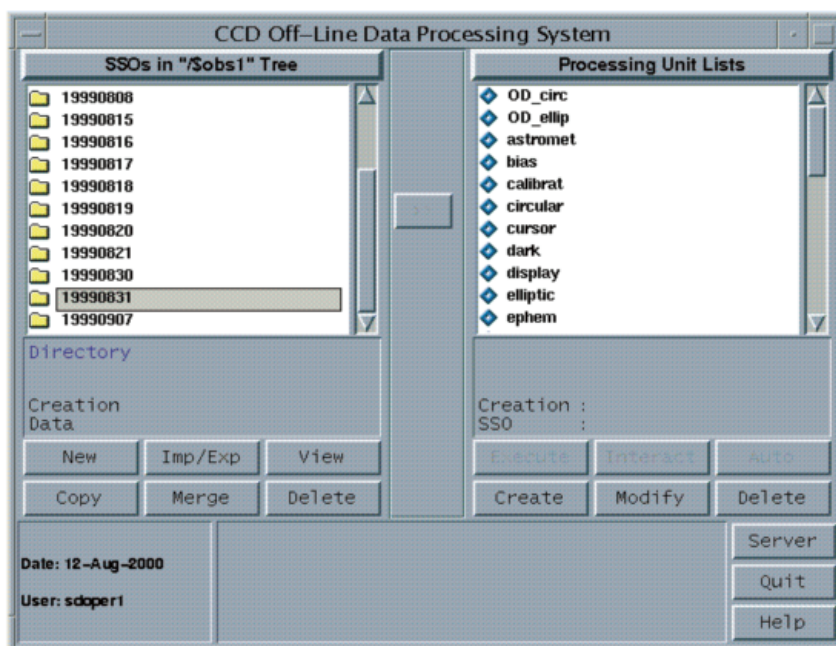 CCD Off-Line Data Processing System
SSOs in "/$obs1" Tree
19990808
19990815
19990816
19990817
19990818
19990819
19990820
19990821
19990830
19990831
19990907
Directory
Creation
Data
New Imp/Exp View
Copy Merge Delete
>>
Processing Unit Lists
OD_circ
OD_ellip
astromet
bias
calibrat
circular
cursor
dark
display
elliptic
ephem
Creation :
SSO :
Execute Interact Auto
Create Modify Delete
Date: 12-Aug-2000
User: sdoper1
Server
Quit
Help